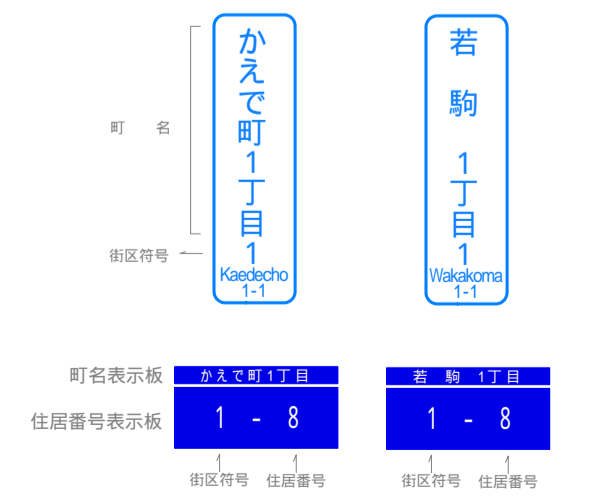 町名
かえで町1丁目1
Kaedecho
1-1
若駒 1丁目1
Wakakoma
1-1
街区符号
町名表示板
かえで町1丁目
若駒 1丁目
住居番号表示板
1 - 8
1 - 8
街区符号 住居番号
街区符号 住居番号